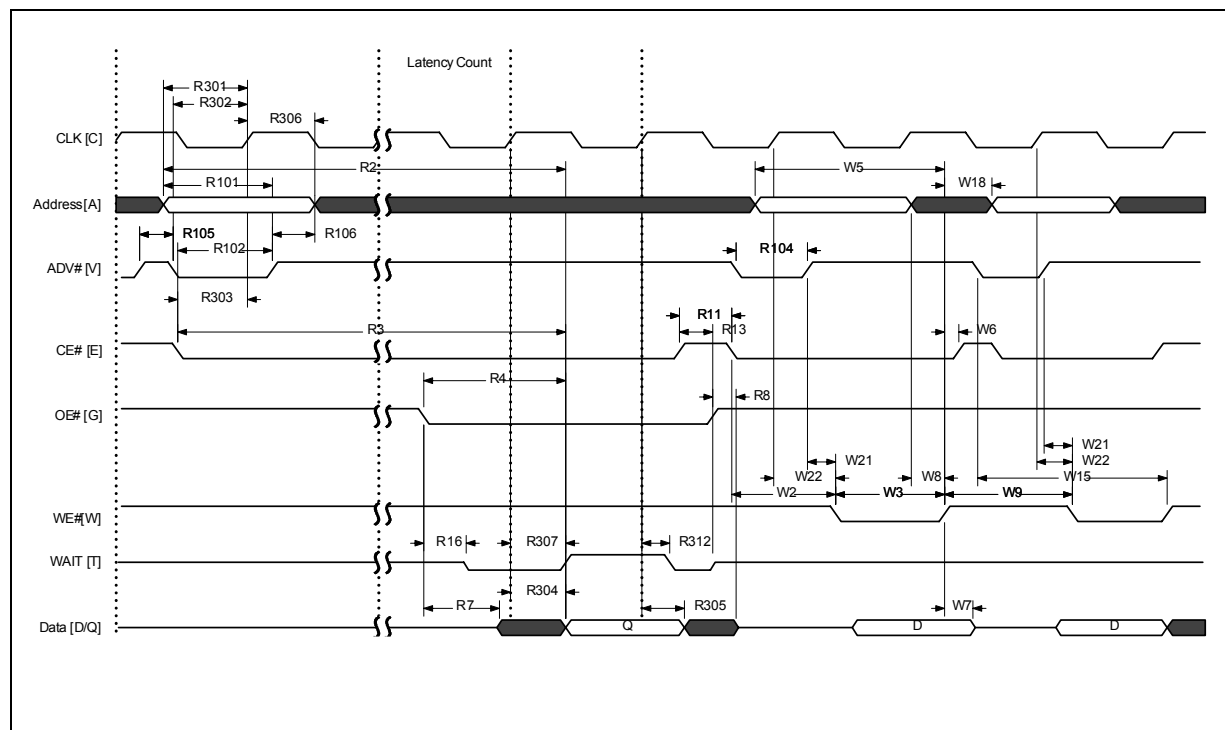 Latency Count
R301
R302
R306
CLK [C]
R2
W5
R101
W18
Address [A]
R105
R102
R106
R104
ADV# [V]
R303
R11
R3
R13
W6
CE# [E]
R4
R8
OE# [G]
W21
W21
W22
W22
W8
W15
W2
W3
W9
WE# [W]
R16
R307
R312
WAIT [T]
R304
R7
R305
W7
Data [D/Q]
Q
D
D